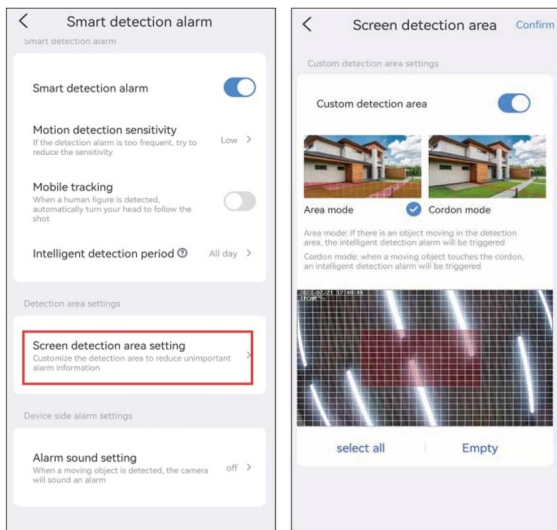 Smart detection alarm
Smart detection alarm
Smart detection alarm
Motion detection sensitivity
If the detection alarm is too frequent, try to
reduce the sensitivity
Low >
Mobile tracking
When a human figure is detected,
automatically turn your head to follow the
shot
Intelligent detection period ?
All day >
Detection area settings
Screen detection area setting
Customize the detection area to reduce unimportant
alarm information
Device side alarm settings
Alarm sound setting
When a moving object is detected, the camera
will sound an alarm
off >
Screen detection area
Confirm
Custom detection area settings
Custom detection area
Area mode
Cordon mode
Area mode: If there is an object moving in the detection
area, the intelligent detection alarm will be triggered
Cordon mode: when a moving object touches the cordon,
an intelligent detection alarm will be triggered
IPCAM
select all
Empty